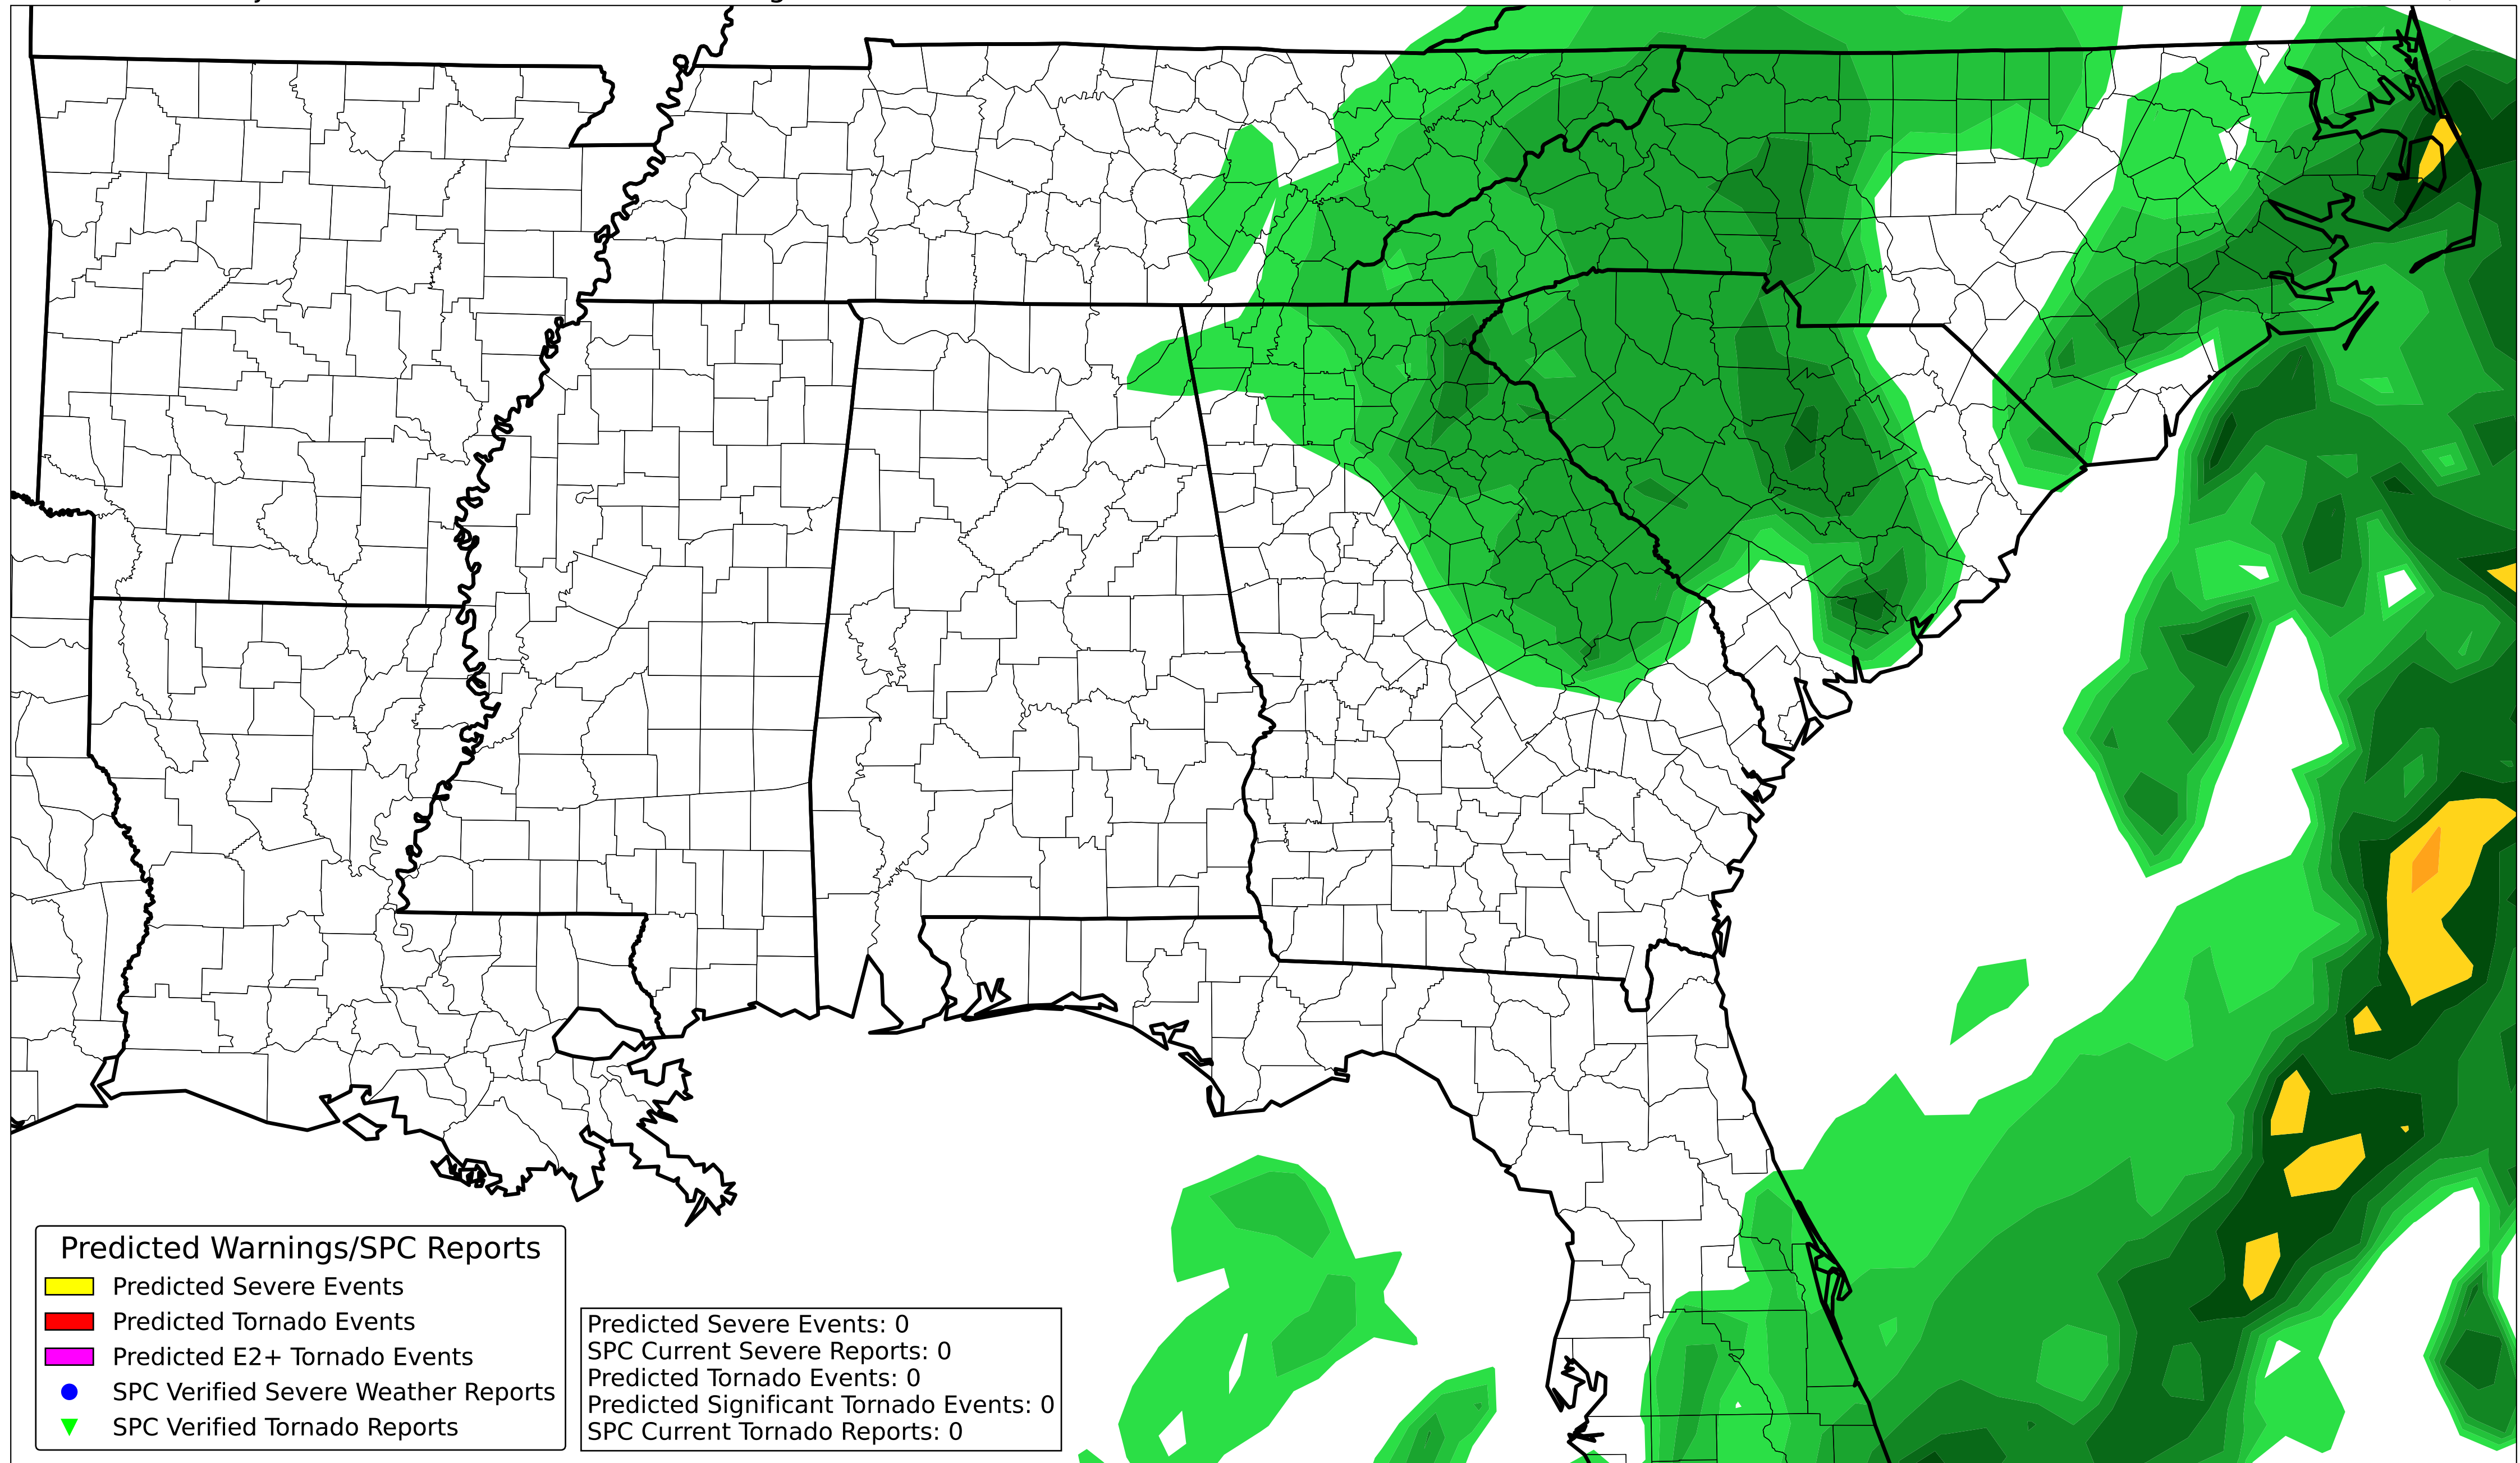 Predicted Warnings/SPC Reports
Predicted Severe Events
Predicted Tornado Events
Predicted E2+ Tornado Events
SPC Verified Severe Weather Reports
SPC Verified Tornado Reports
Predicted Severe Events: 0
SPC Current Severe Reports: 0
Predicted Tornado Events: 0
Predicted Significant Tornado Events: 0
SPC Current Tornado Reports: 0